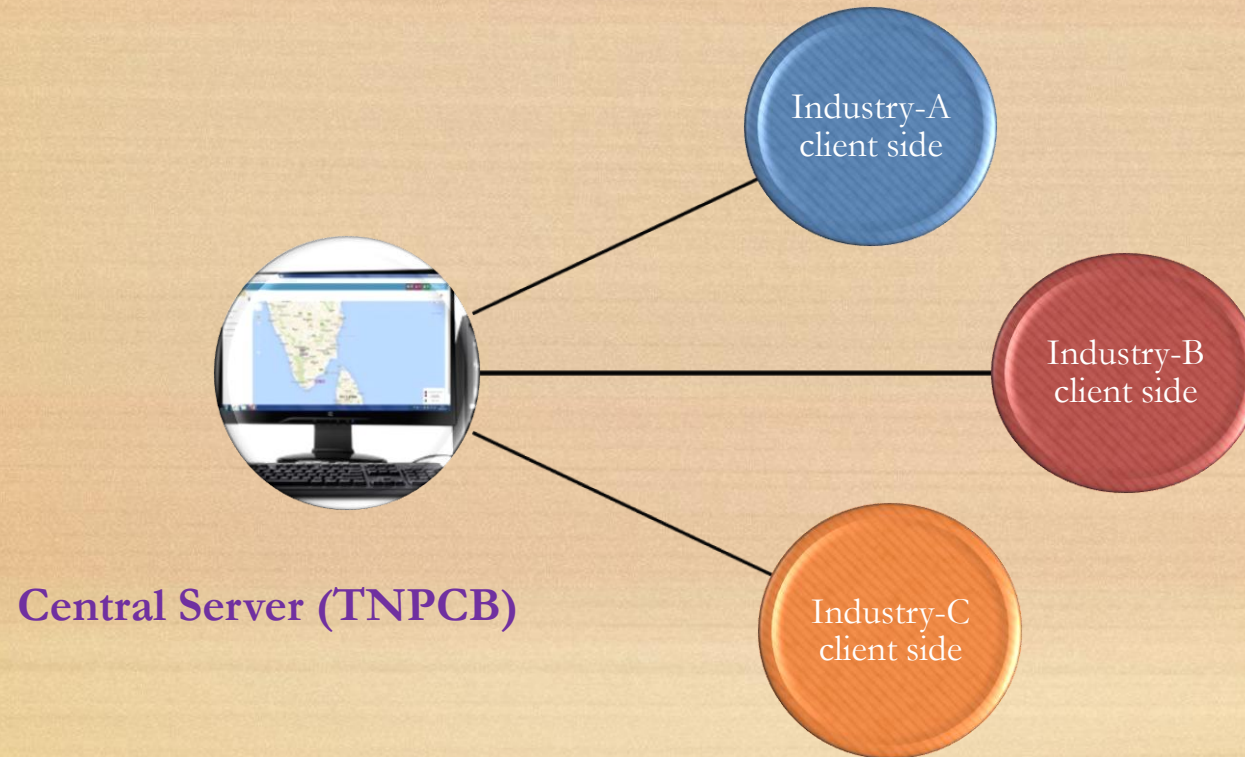 Industry-A
client side
Industry-B
client side
Central Server (TNPCB)
Industry-C
client side